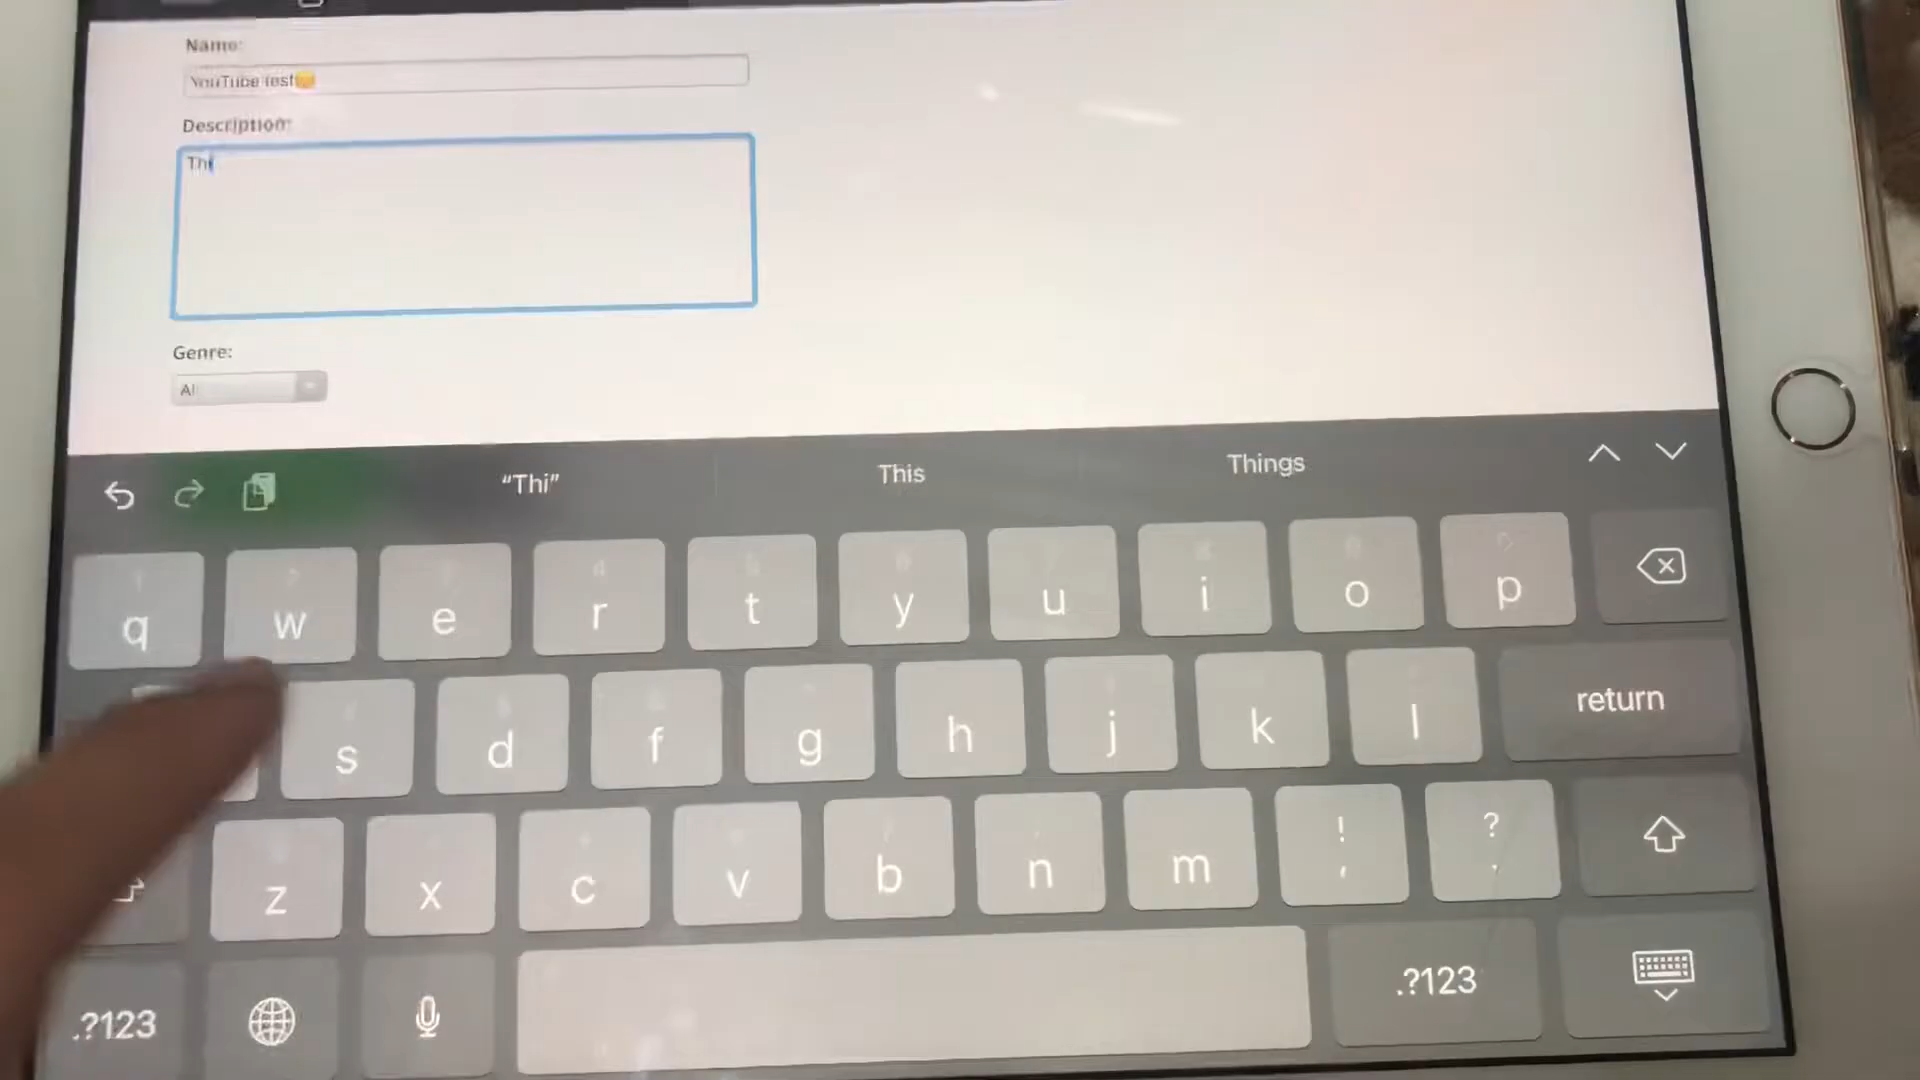 Name:
YouTube test😊
Description:
Thi
Genre:
All
“Thi” This Things
q w e r t y u i o p
s d f g h j k l return
z x c v b n m ! , ? .
.?123 .?123